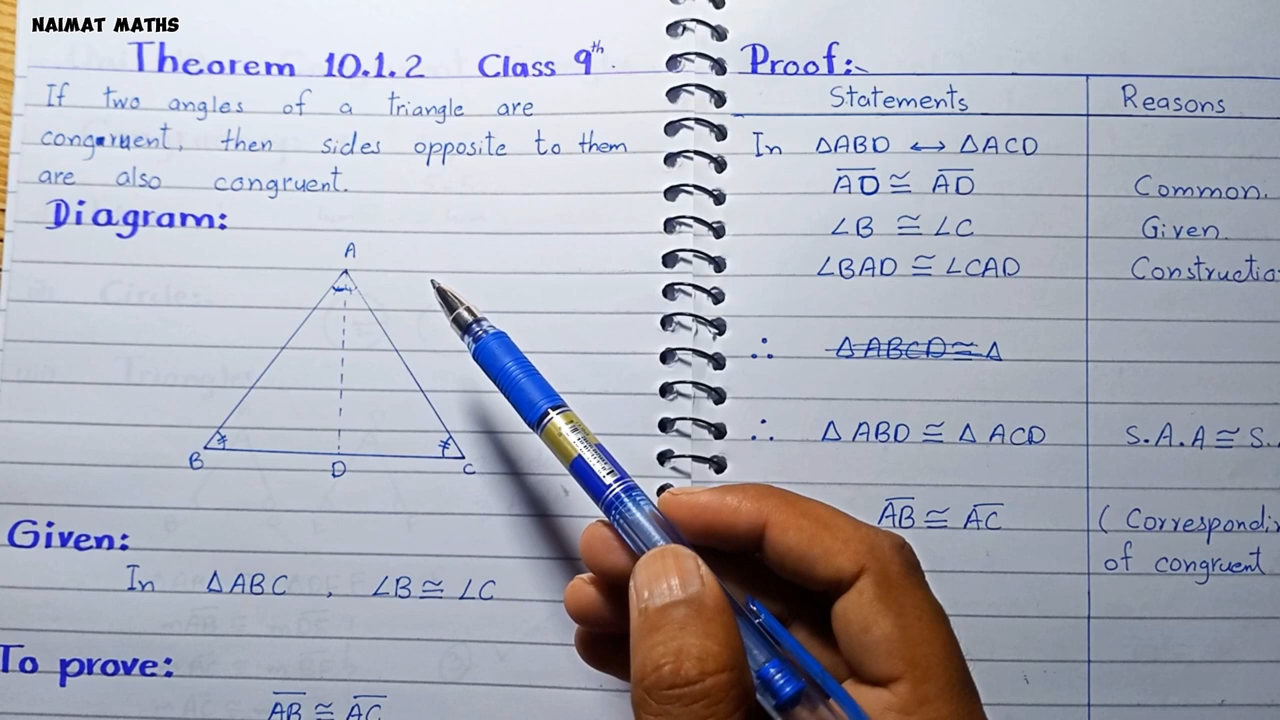 NAIMAT MATHS
Theorem 10.1.2 Class 9th.
If two angles of a triangle are
congruent, then sides opposite to them
are also congruent.
Diagram:
A
B
D
C
Given:
In △ABC , ∠B ≅ ∠C
To prove:
AB ≅ AC
Proof:-
Statements Reasons
In △ABD ↔ △ACD
AD ≅ AD Common.
∠B ≅ ∠C Given.
∠BAD ≅ ∠CAD Constructio
∴ △ABCD ≅ △
∴ △ABD ≅ △ACD S.A.A ≅ S.
AB ≅ AC (Correspondi
of congruent